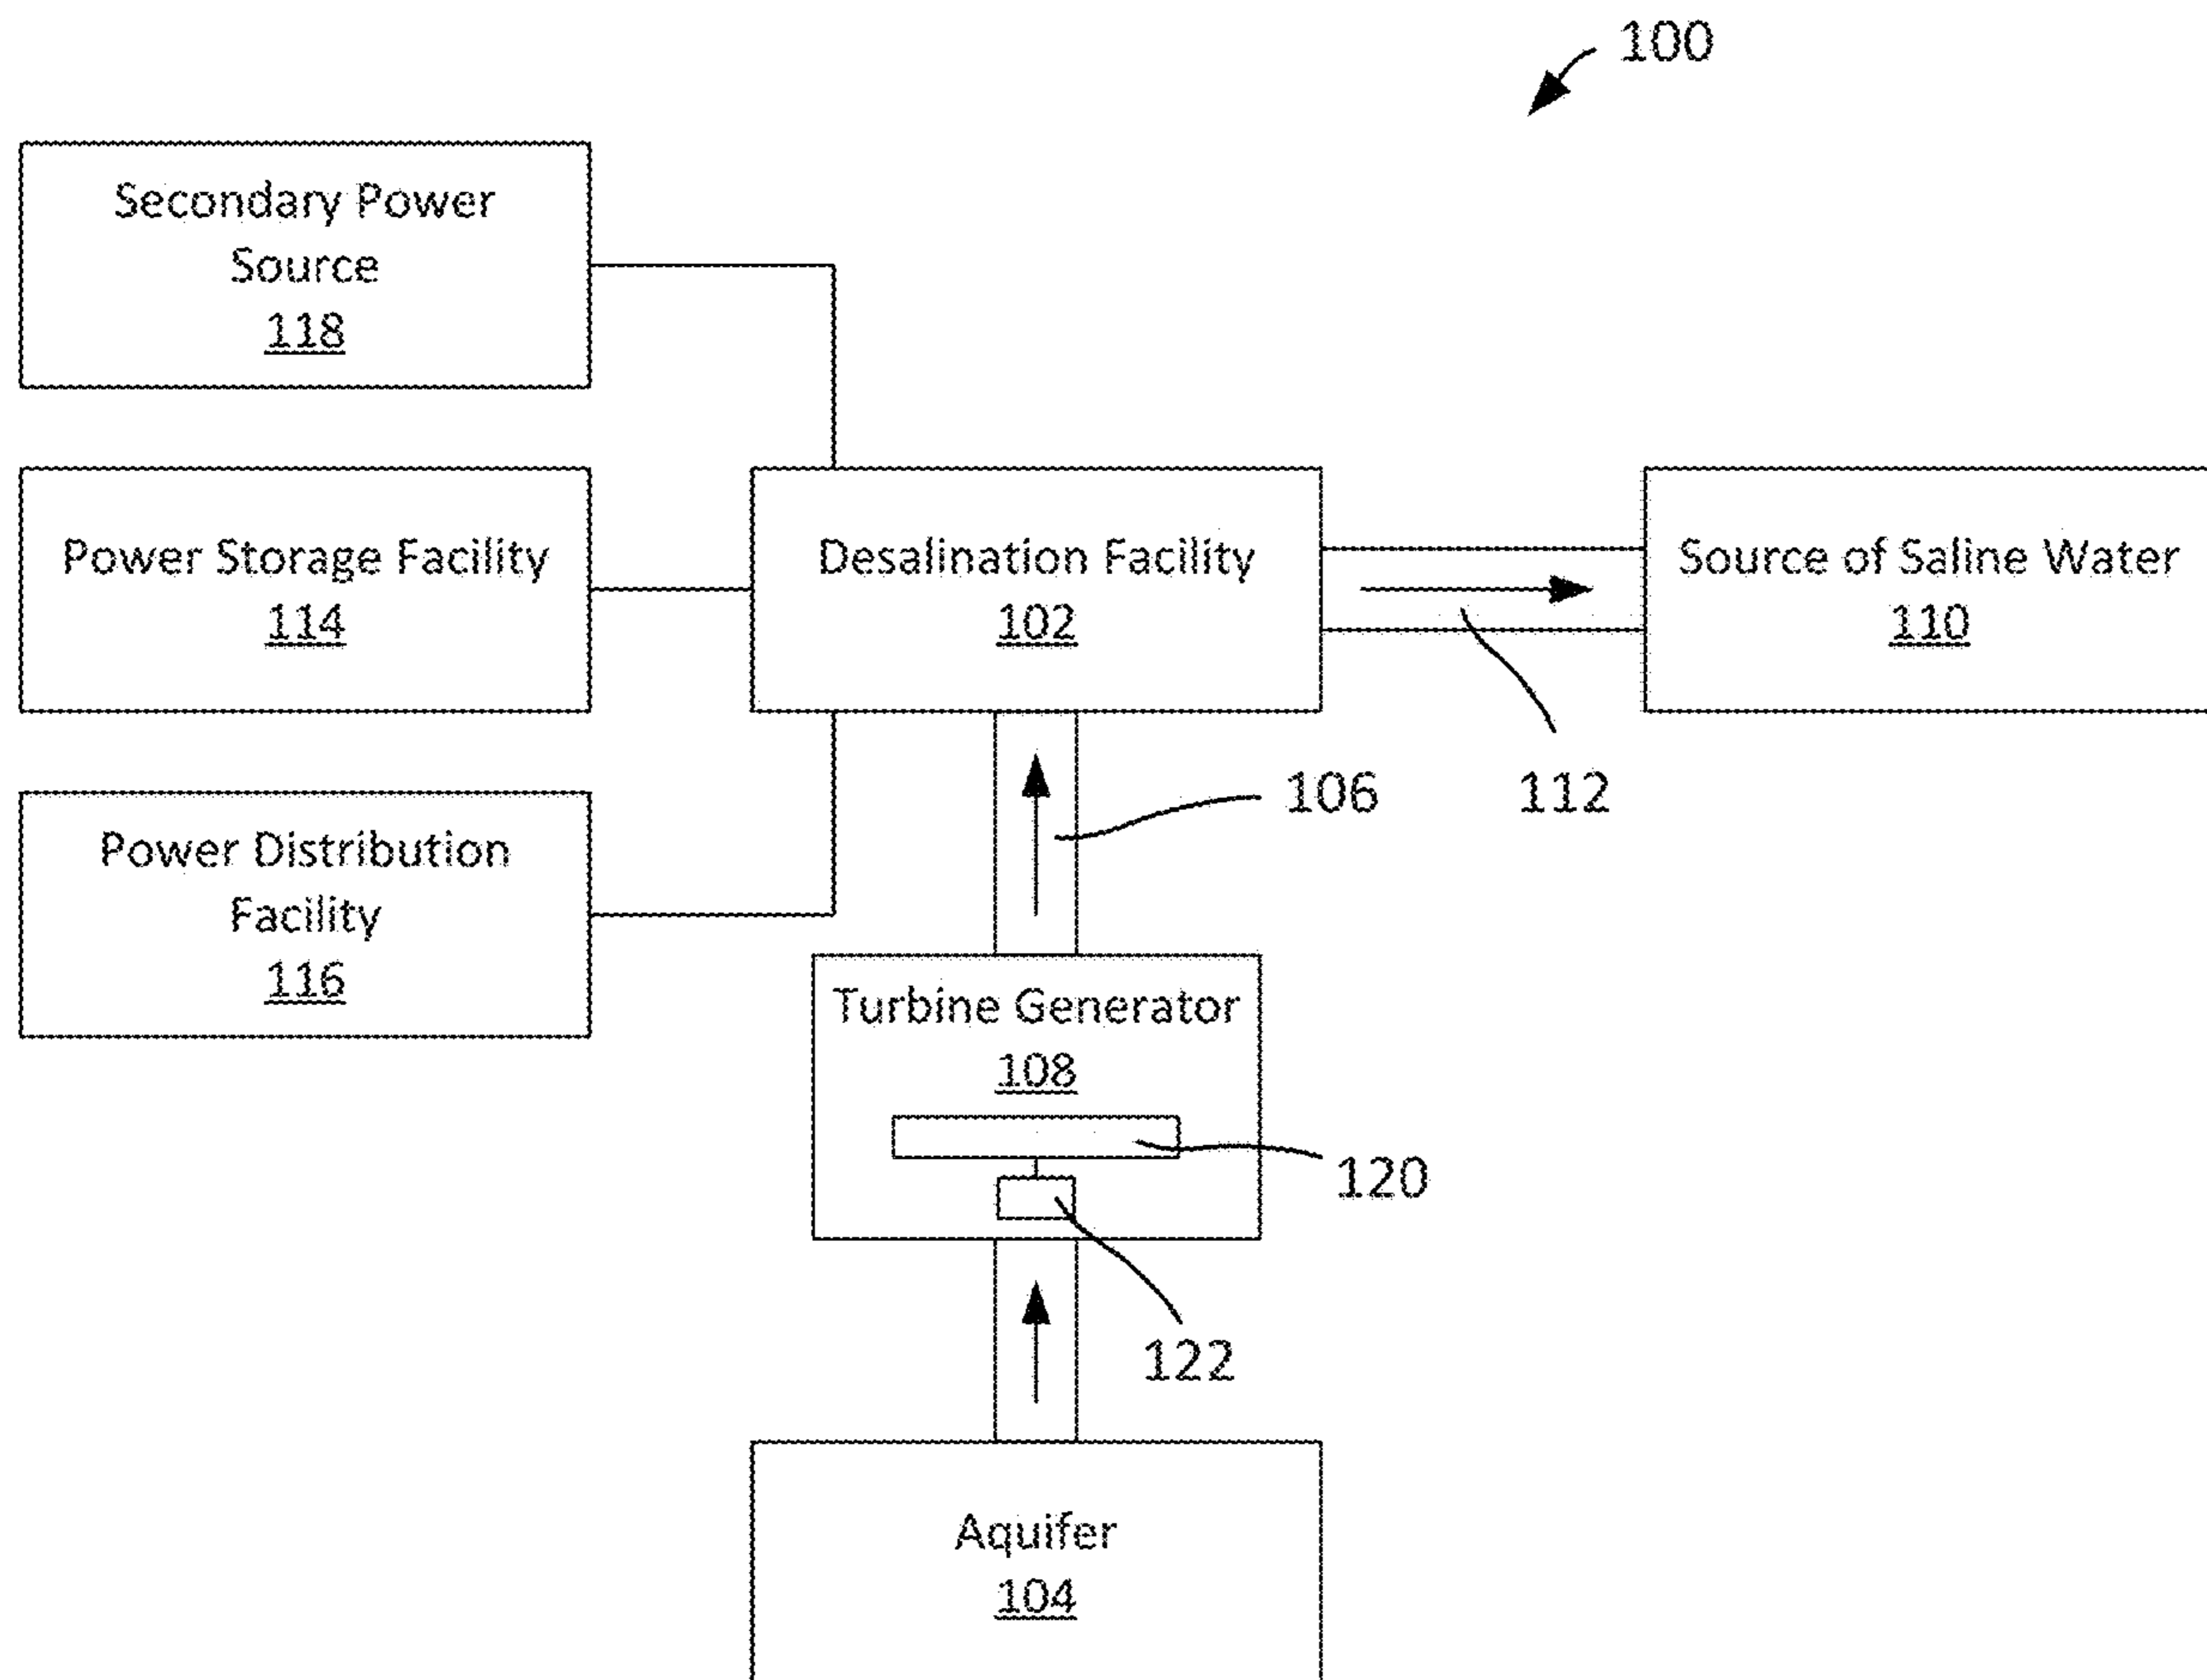 100
Secondary Power
Source
118
Power Storage Facility
114
Desalination Facility
102
Source of Saline Water
110
106
112
Power Distribution
Facility
116
Turbine Generator
108
120
122
Aquifer
104